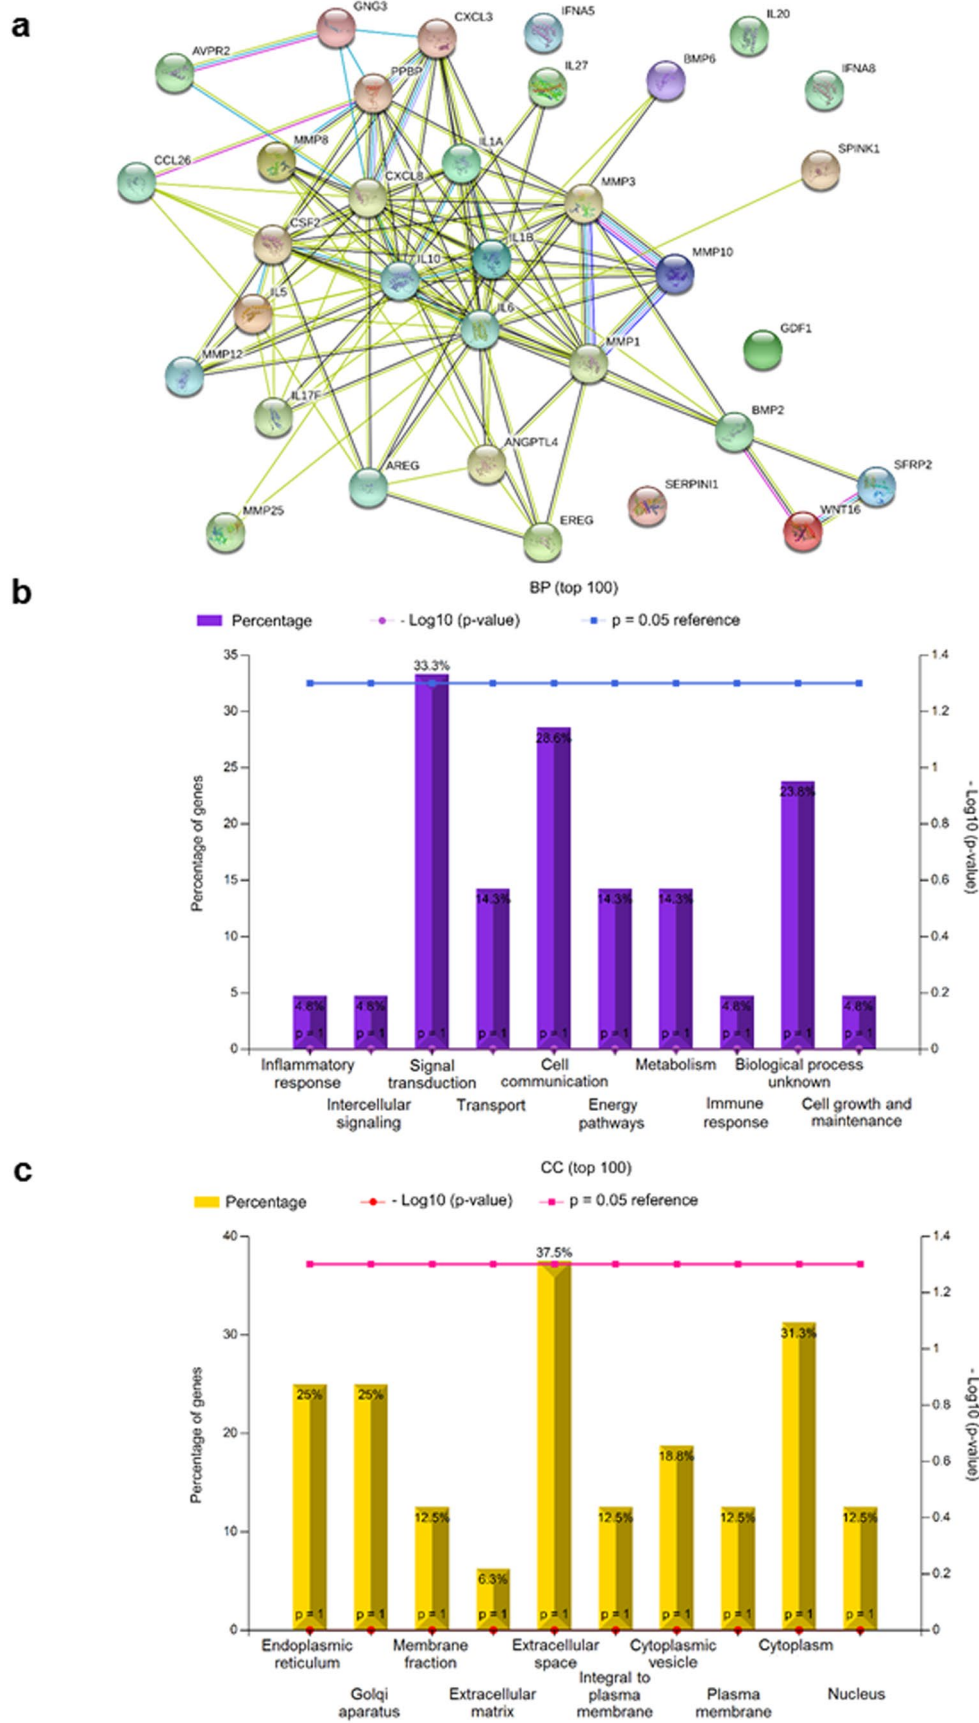 a
GNG3
CXCL3
IFNA5
IL20
AVPR2
PPBP
IL27
BMP6
IFNA8
MMP8
IL1A
CCL26
CXCL8
MMP3
SPINK1
CSF2
IL1B
IL10
MMP10
IL5
IL6
MMP1
GDF1
MMP12
IL17F
BMP2
ANGPTL4
AREG
SFRP2
SERPINI1
MMP25
EREG
WNT16
b
BP (top 100)
Percentage
- Log10 (p-value)
p = 0.05 reference
35
30
25
20
15
10
5
0
Percentage of genes
1.4
1.2
1
0.8
0.6
0.4
0.2
0
- Log10 (p-value)
4.8%
4.8%
33.3%
14.3%
28.6%
14.3%
14.3%
4.8%
23.8%
4.8%
p = 1
p = 1
p = 1
p = 1
p = 1
p = 1
p = 1
p = 1
p = 1
p = 1
Inflammatory
response
Intercellular
signaling
Signal
transduction
Transport
Cell
communication
Energy
pathways
Metabolism
Immune
response
Biological process
unknown
Cell growth and
maintenance
c
CC (top 100)
Percentage
- Log10 (p-value)
p = 0.05 reference
40
30
20
10
0
Percentage of genes
1.4
1.2
1
0.8
0.6
0.4
0.2
0
- Log10 (p-value)
25%
25%
12.5%
6.3%
37.5%
12.5%
18.8%
12.5%
31.3%
12.5%
p = 1
p = 1
p = 1
p = 1
p = 1
p = 1
p = 1
p = 1
p = 1
p = 1
Endoplasmic
reticulum
Golqi
aparatus
Membrane
fraction
Extracellular
matrix
Extracellular
space
Integral to
plasma
membrane
Cytoplasmic
vesicle
Plasma
membrane
Cytoplasm
Nucleus